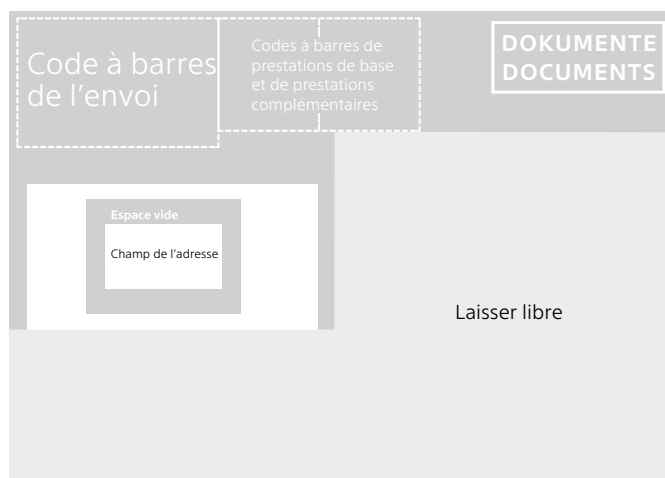 Code à barres
de l’envoi
Codes à barres de
prestations de base
et de prestations
complémentaires
DOKUMENTE
DOCUMENTS
Espace vide
Champ de l’adresse
Laisser libre